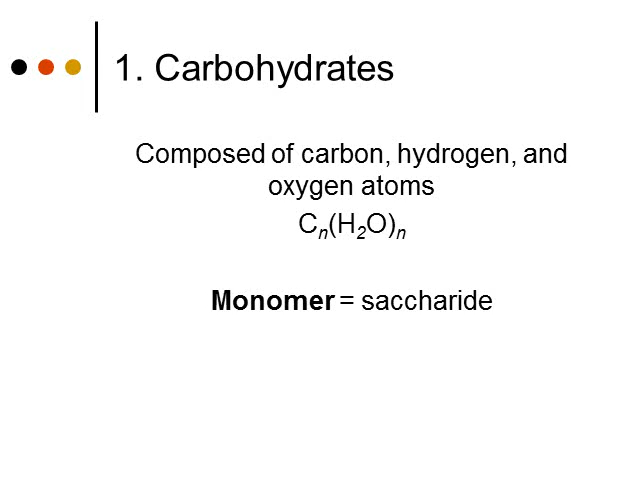 1. Carbohydrates
Composed of carbon, hydrogen, and
oxygen atoms
Cₙ(H₂O)ₙ
Monomer = saccharide